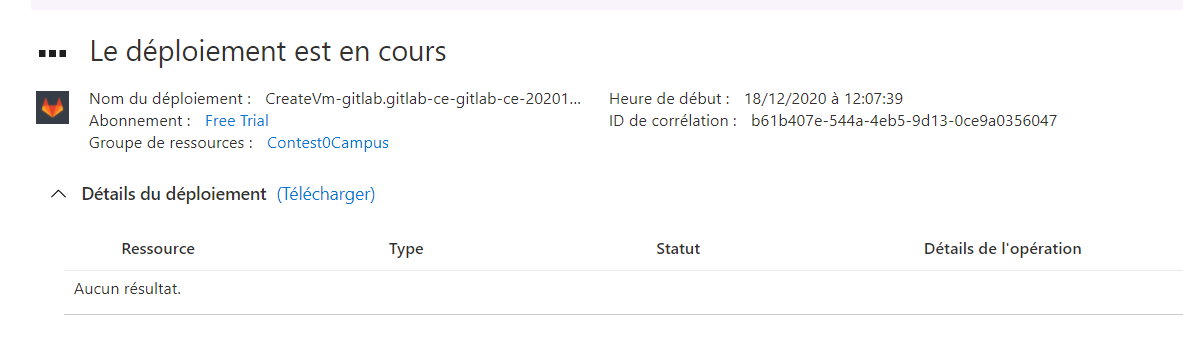 Le déploiement est en cours
Nom du déploiement : CreateVm-gitlab.gitlab-ce-gitlab-ce-20201...
Heure de début : 18/12/2020 à 12:07:39
Abonnement : Free Trial
ID de corrélation : b61b407e-544a-4eb5-9d13-0ce9a0356047
Groupe de ressources : Contest0Campus
Détails du déploiement (Télécharger)
Ressource Type Statut Détails de l'opération
Aucun résultat.